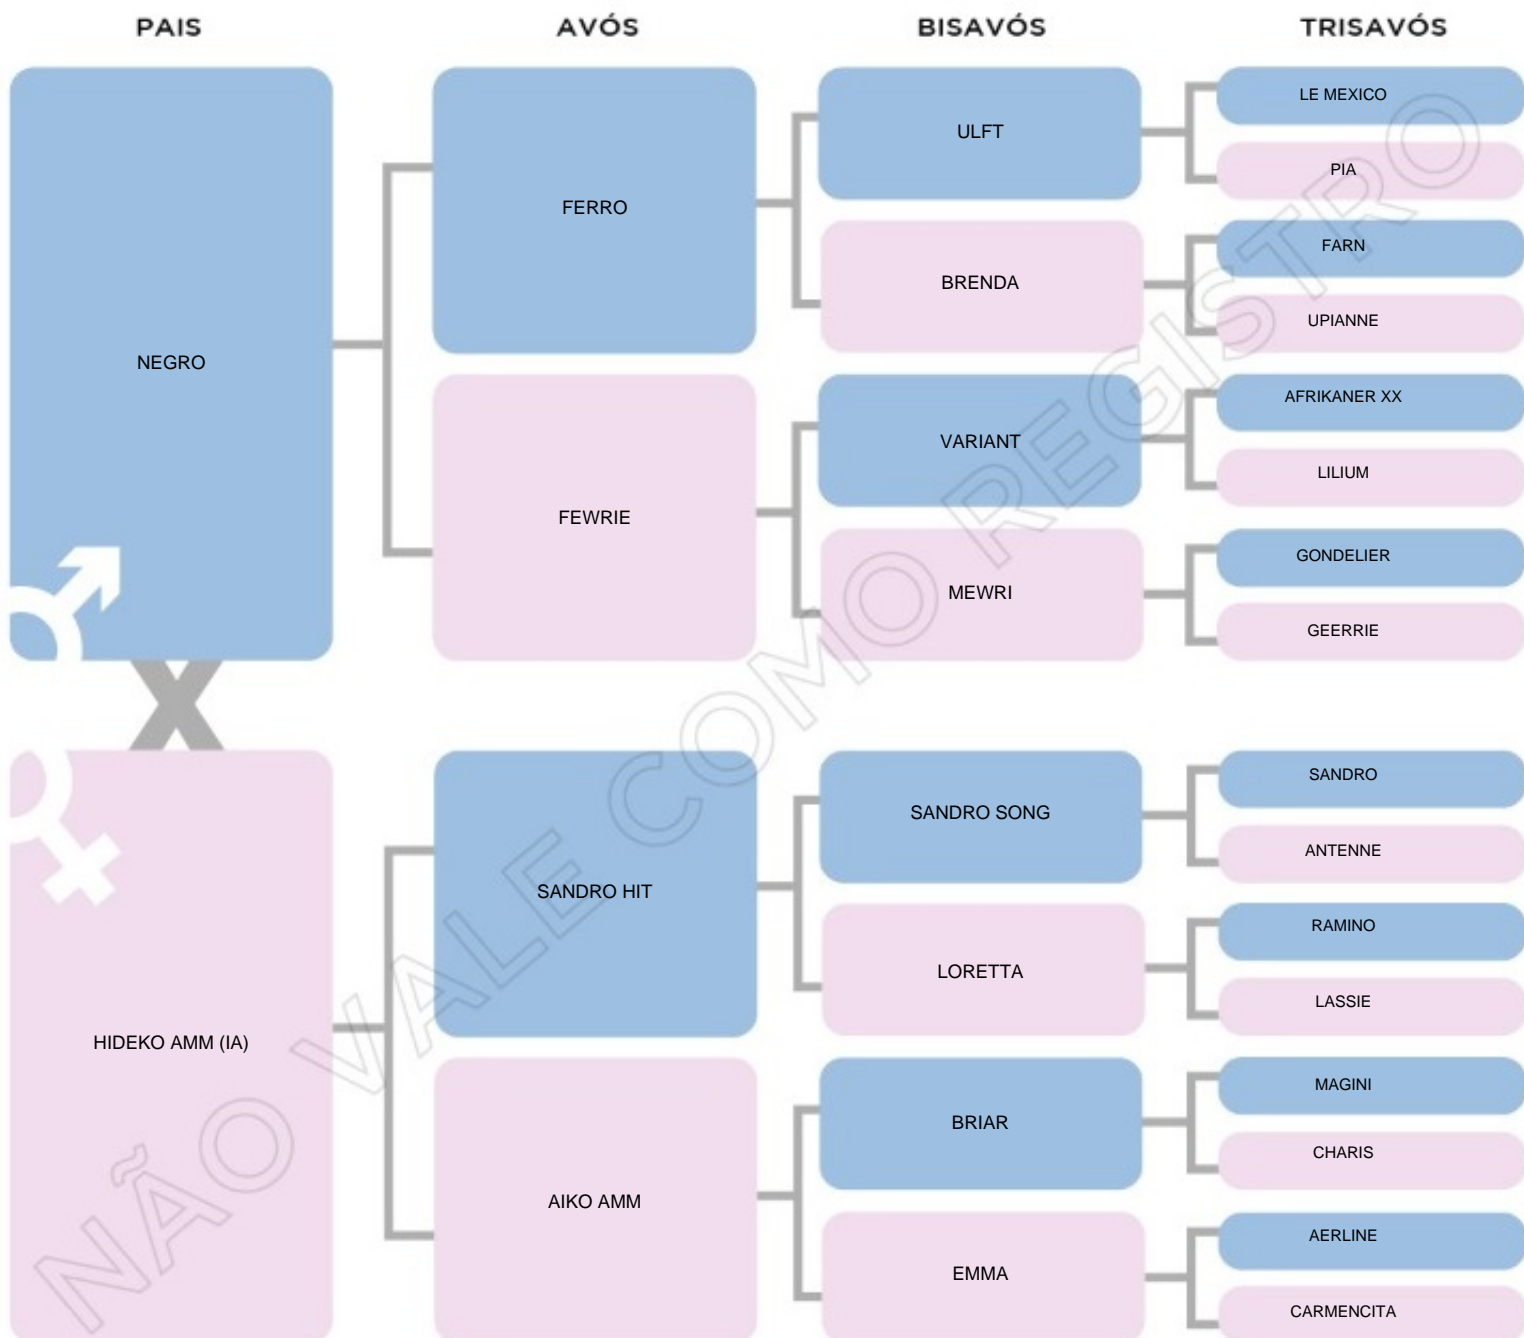 PAIS AVÓS BISAVÓS TRISAVÓS
LE MEXICO
ULFT
PIA
FERRO
FARN
BRENDA
UPIANNE
NEGRO
AFRIKANER XX
VARIANT
LILIUM
FEWRIE
GONDELIER
MEWRI
GEERRIE
SANDRO
SANDRO SONG
ANTENNE
SANDRO HIT
RAMINO
LORETTA
LASSIE
HIDEKO AMM (IA)
MAGINI
BRIAR
CHARIS
AIKO AMM
AERLINE
EMMA
CARMENCITA
NÃO VALE COMO REGISTRO